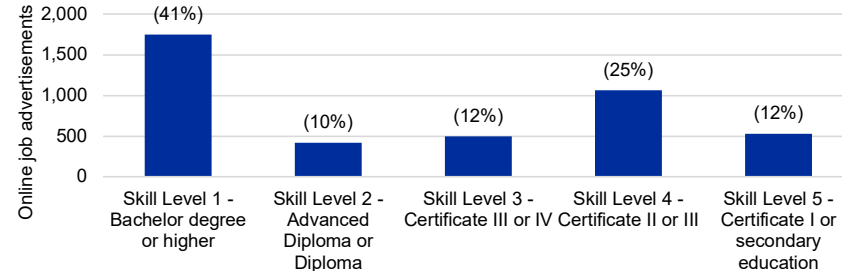 Online job advertisements
2,000
1,500
1,000
500
0
(41%)
(10%)
(12%)
(25%)
(12%)
Skill Level 1 -
Bachelor degree
or higher
Skill Level 2 -
Advanced
Diploma or
Diploma
Skill Level 3 -
Certificate III or IV
Skill Level 4 -
Certificate II or III
Skill Level 5 -
Certificate I or
secondary
education